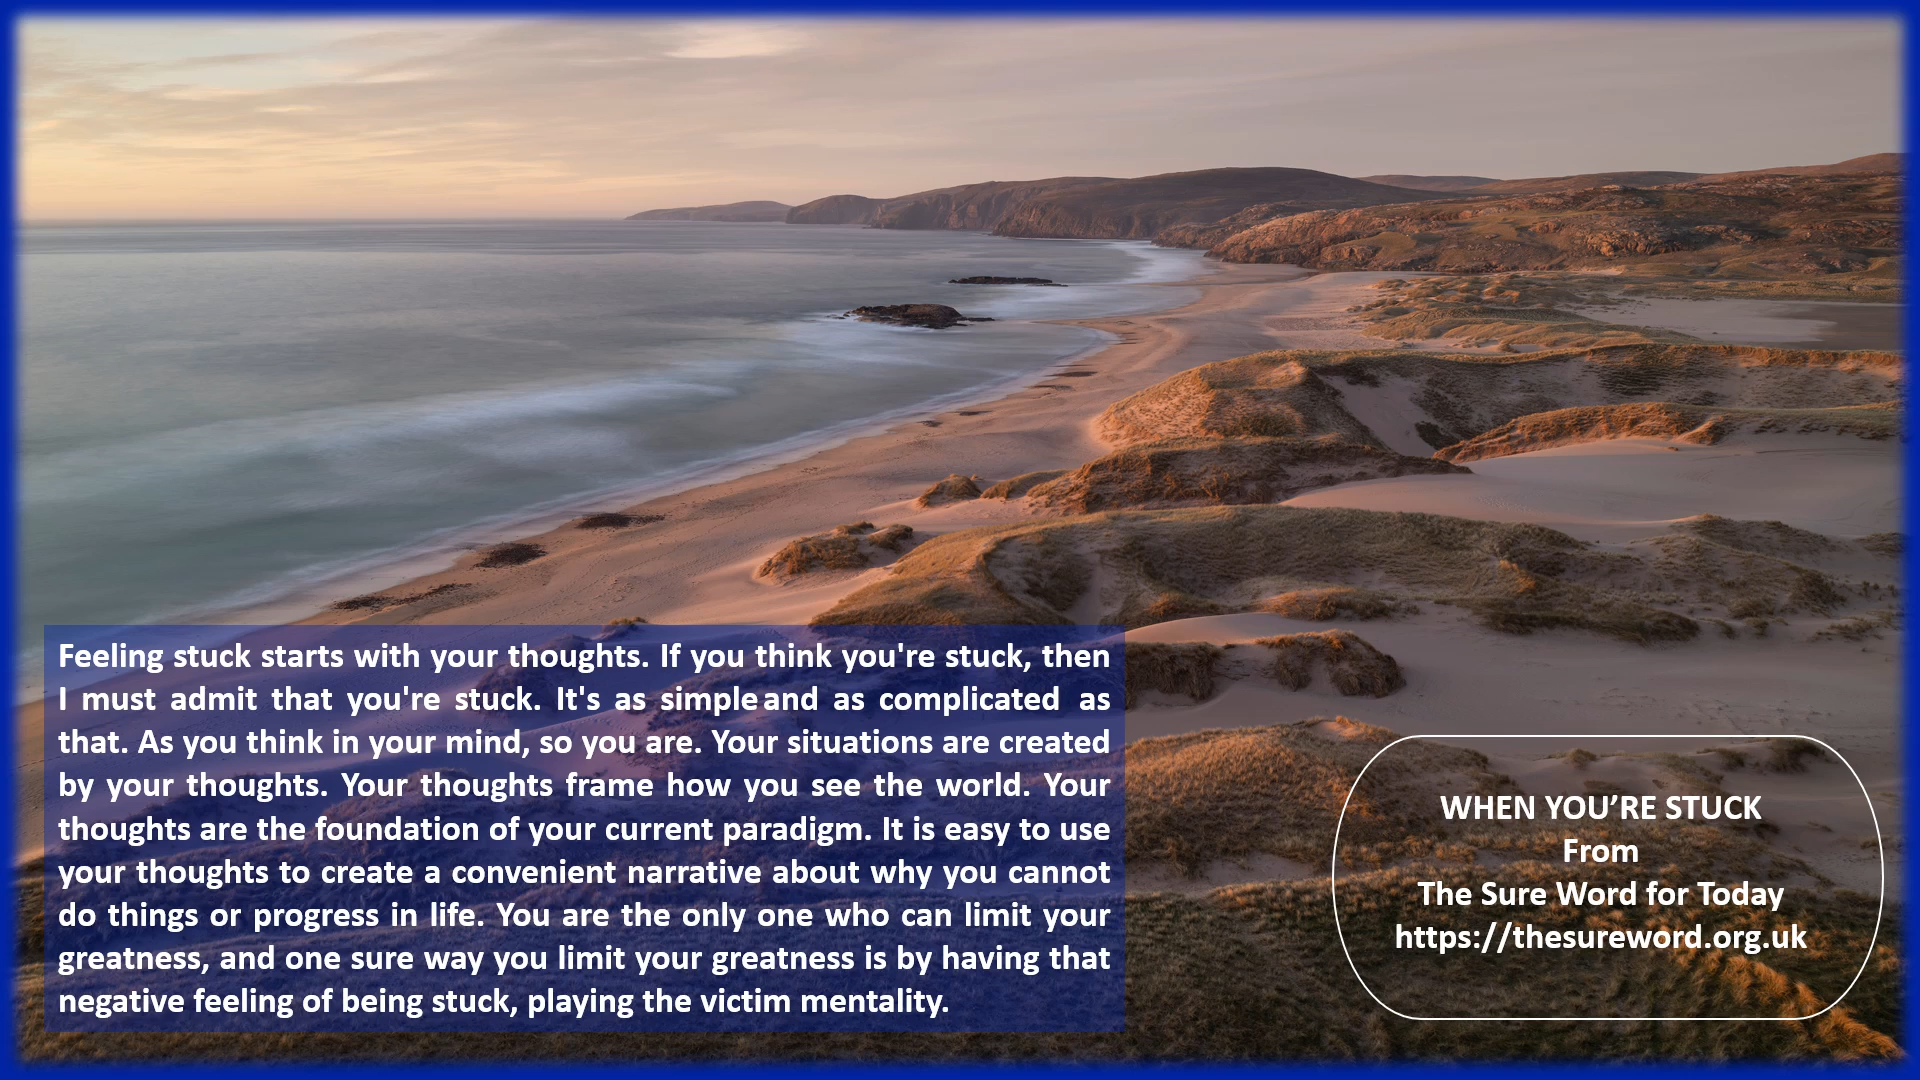 Feeling stuck starts with your thoughts. If you think you're stuck, then
I must admit that you're stuck. It's as simple and as complicated as
that. As you think in your mind, so you are. Your situations are created
by your thoughts. Your thoughts frame how you see the world. Your
thoughts are the foundation of your current paradigm. It is easy to use
your thoughts to create a convenient narrative about why you cannot
do things or progress in life. You are the only one who can limit your
greatness, and one sure way you limit your greatness is by having that
negative feeling of being stuck, playing the victim mentality.
WHEN YOU’RE STUCK
From
The Sure Word for Today
https://thesureword.org.uk